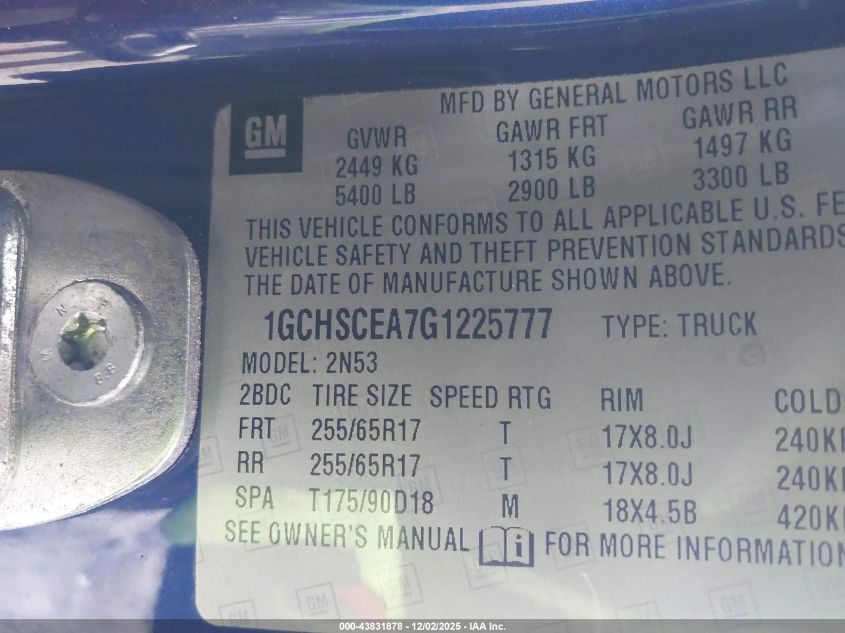 MFD BY GENERAL MOTORS LLC
GM
GVWR GAWR FRT GAWR RR
2449 KG 1315 KG 1497 KG
5400 LB 2900 LB 3300 LB
THIS VEHICLE CONFORMS TO ALL APPLICABLE U.S. FE
VEHICLE SAFETY AND THEFT PREVENTION STANDARDS
THE DATE OF MANUFACTURE SHOWN ABOVE.
1GCHSCEA7G1225777 TYPE: TRUCK
MODEL: 2N53
2BDC TIRE SIZE SPEED RTG RIM COLD
FRT 255/65R17 T 17X8.0J 240K
RR 255/65R17 T 17X8.0J 240K
SPA T175/90D18 M 18X4.5B 420K
SEE OWNER'S MANUAL i FOR MORE INFORMATION
8.8
000-43831878 - 12/02/2025 - IAA Inc.